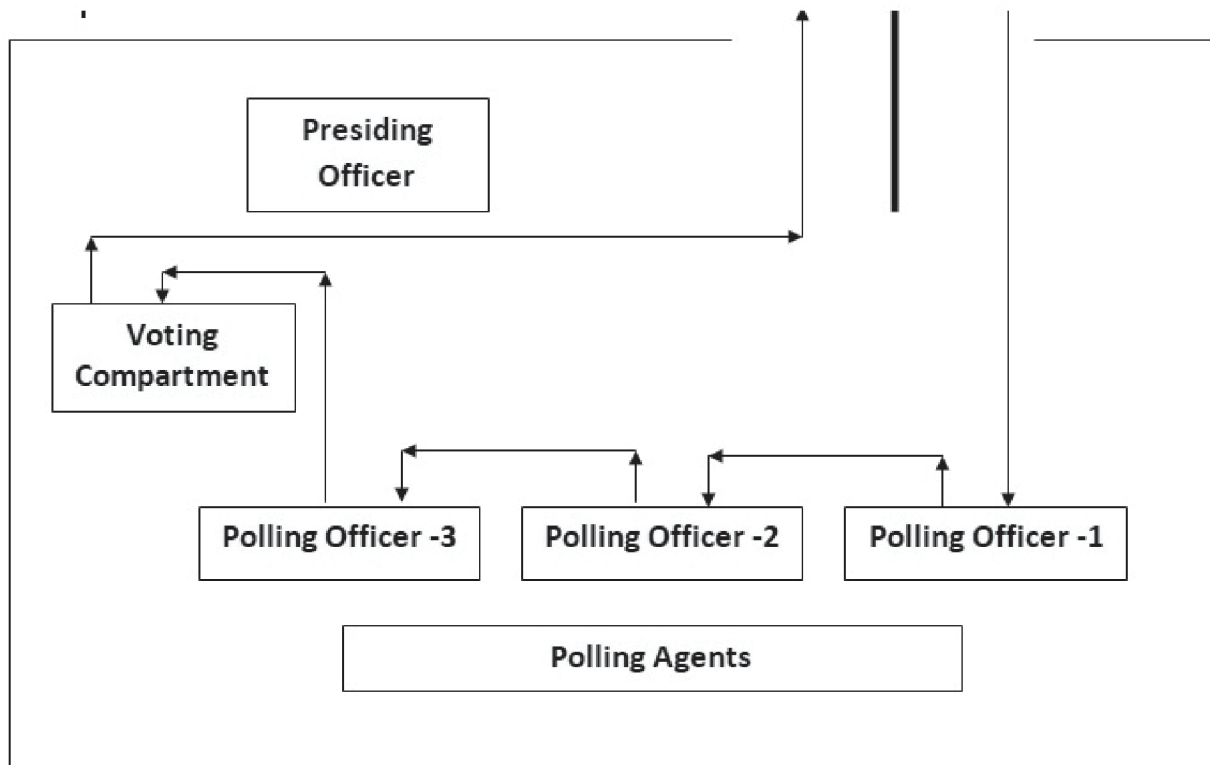 Presiding
Officer
Voting
Compartment
Polling Officer -3
Polling Officer -2
Polling Officer -1
Polling Agents